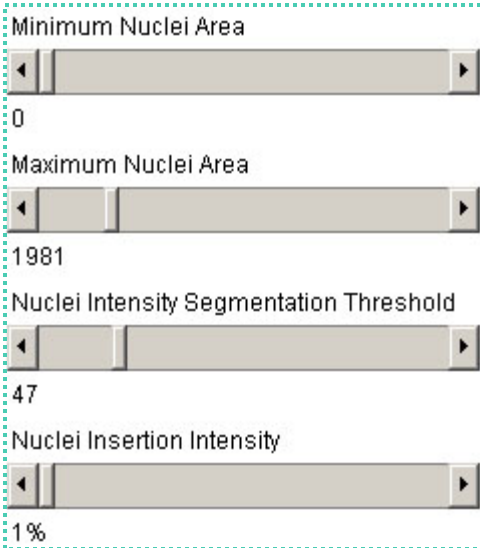 Minimum Nuclei Area
0
Maximum Nuclei Area
1981
Nuclei Intensity Segmentation Threshold
47
Nuclei Insertion Intensity
1%